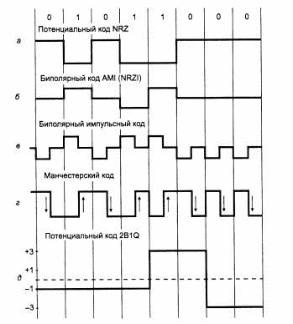 0 1 0 1 1 0 0 0
Потенциальный код NRZ
а
Биполярный код AMI (NRZI)
б
Биполярный импульсный код
в
Манчестерский код
г
Потенциальный код 2B1Q
+3
+1
д
−1
−3